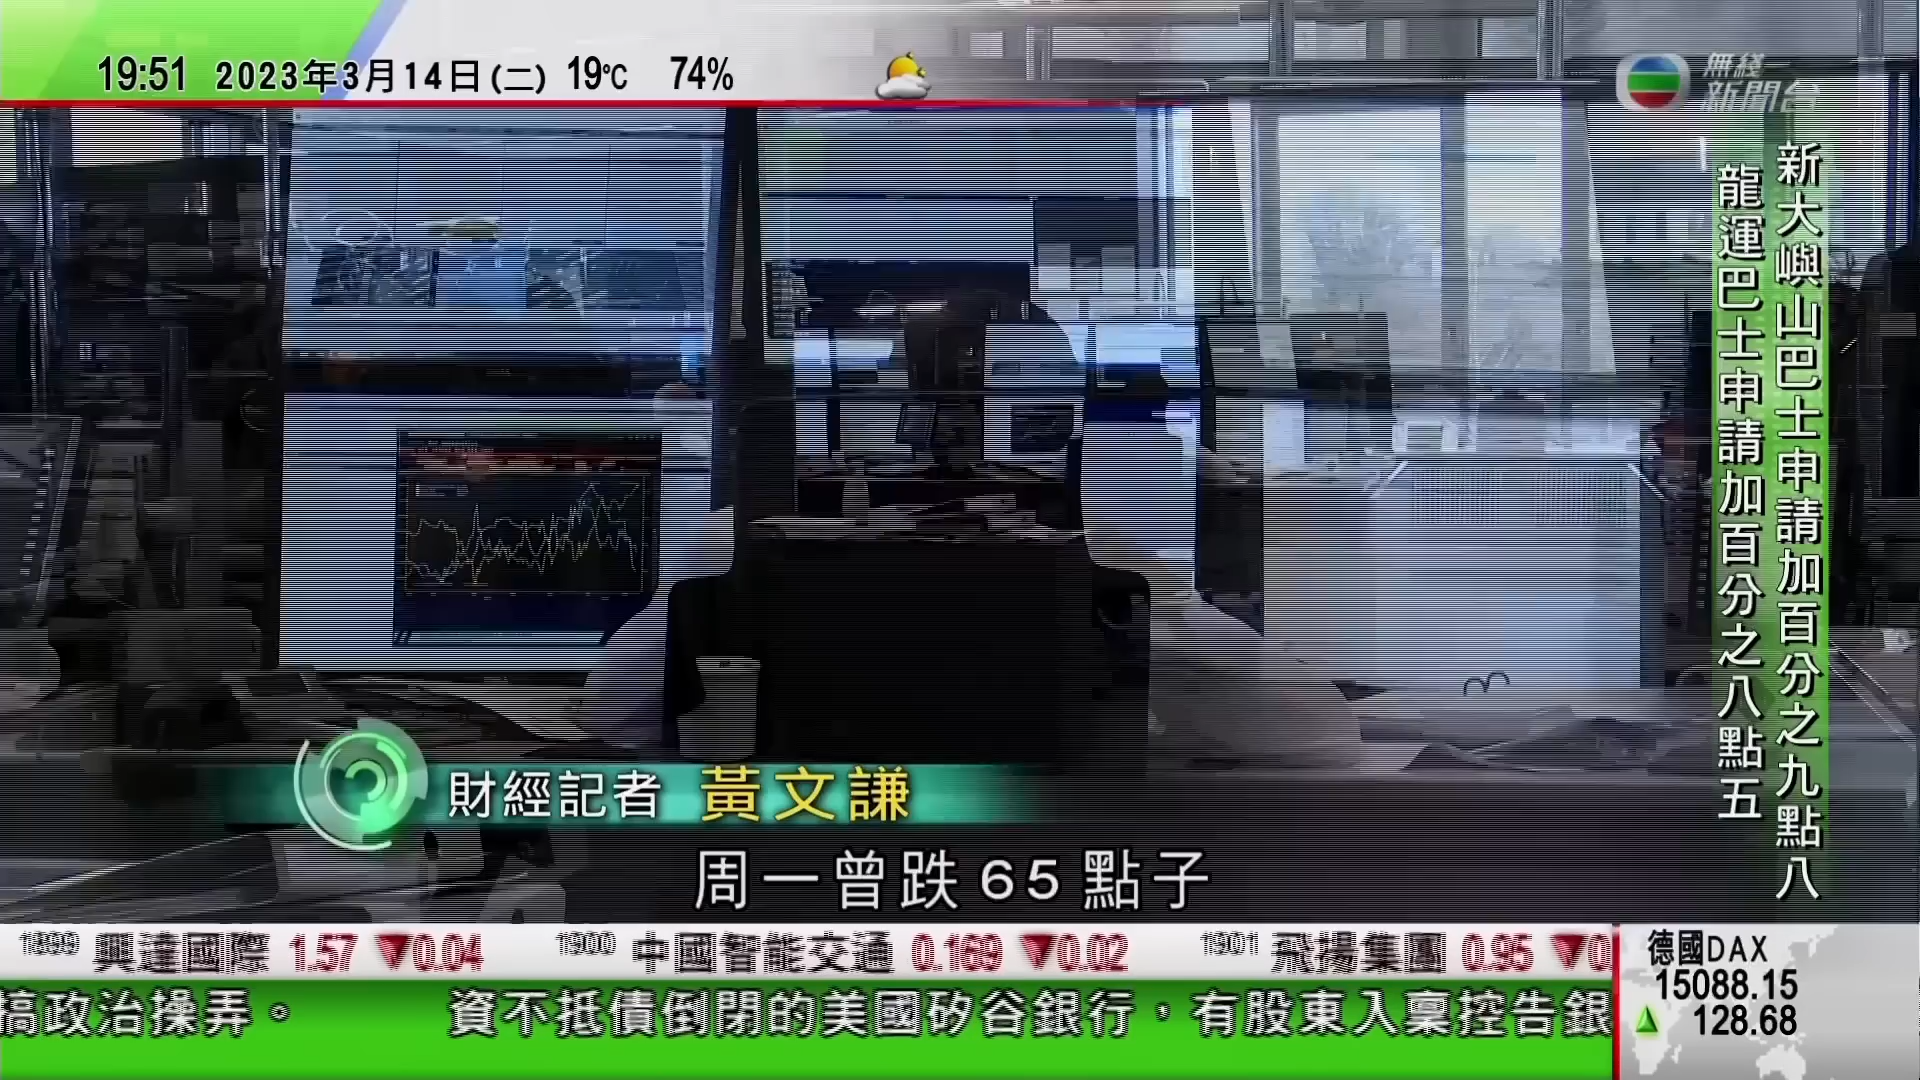 19:51 2023年3月14日(二) 19℃ 74%
無綫
新聞台
新大嶼山巴士申請加百分之九點八
龍運巴士申請加百分之八點五
財經記者 黃文謙
周一曾跌65點子
1899 興達國際 1.57 ▼0.04 1900 中國智能交通 0.169 ▼0.02 1901 飛揚集團 0.95 ▼0
搞政治操弄。 資不抵債倒閉的美國矽谷銀行，有股東入稟控告銀
德國DAX
15088.15
▲ 128.68